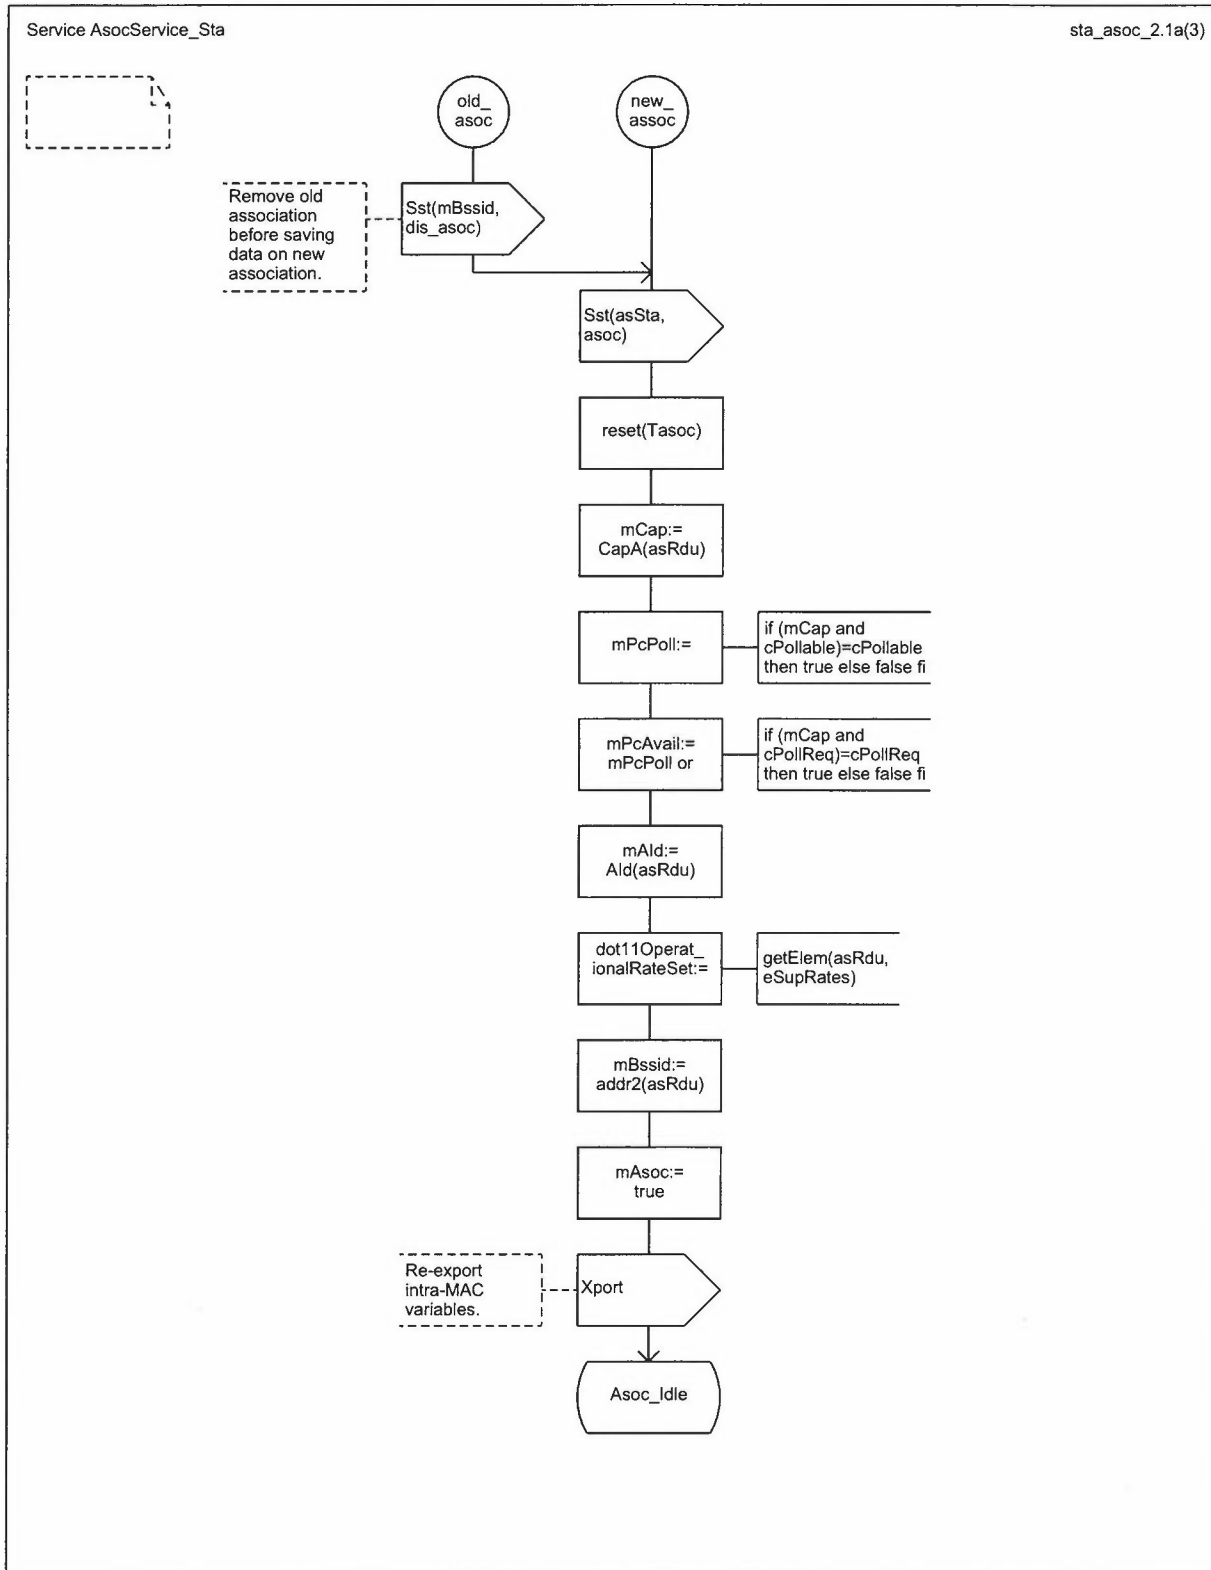 Service AsocService_Sta
sta_asoc_2.1a(3)
old_
asoc
new_
assoc
Remove old
association
before saving
data on new
association.
Sst(mBssid,
dis_asoc)
Sst(asSta,
asoc)
reset(Tasoc)
mCap:=
CapA(asRdu)
mPcPoll:=
if (mCap and
cPollable)=cPollable
then true else false fi
mPcAvail:=
mPcPoll or
if (mCap and
cPollReq)=cPollReq
then true else false fi
mAId:=
AId(asRdu)
dot11Operat_
ionalRateSet:=
getElem(asRdu,
eSupRates)
mBssid:=
addr2(asRdu)
mAsoc:=
true
Re-export
intra-MAC
variables.
Xport
Asoc_Idle